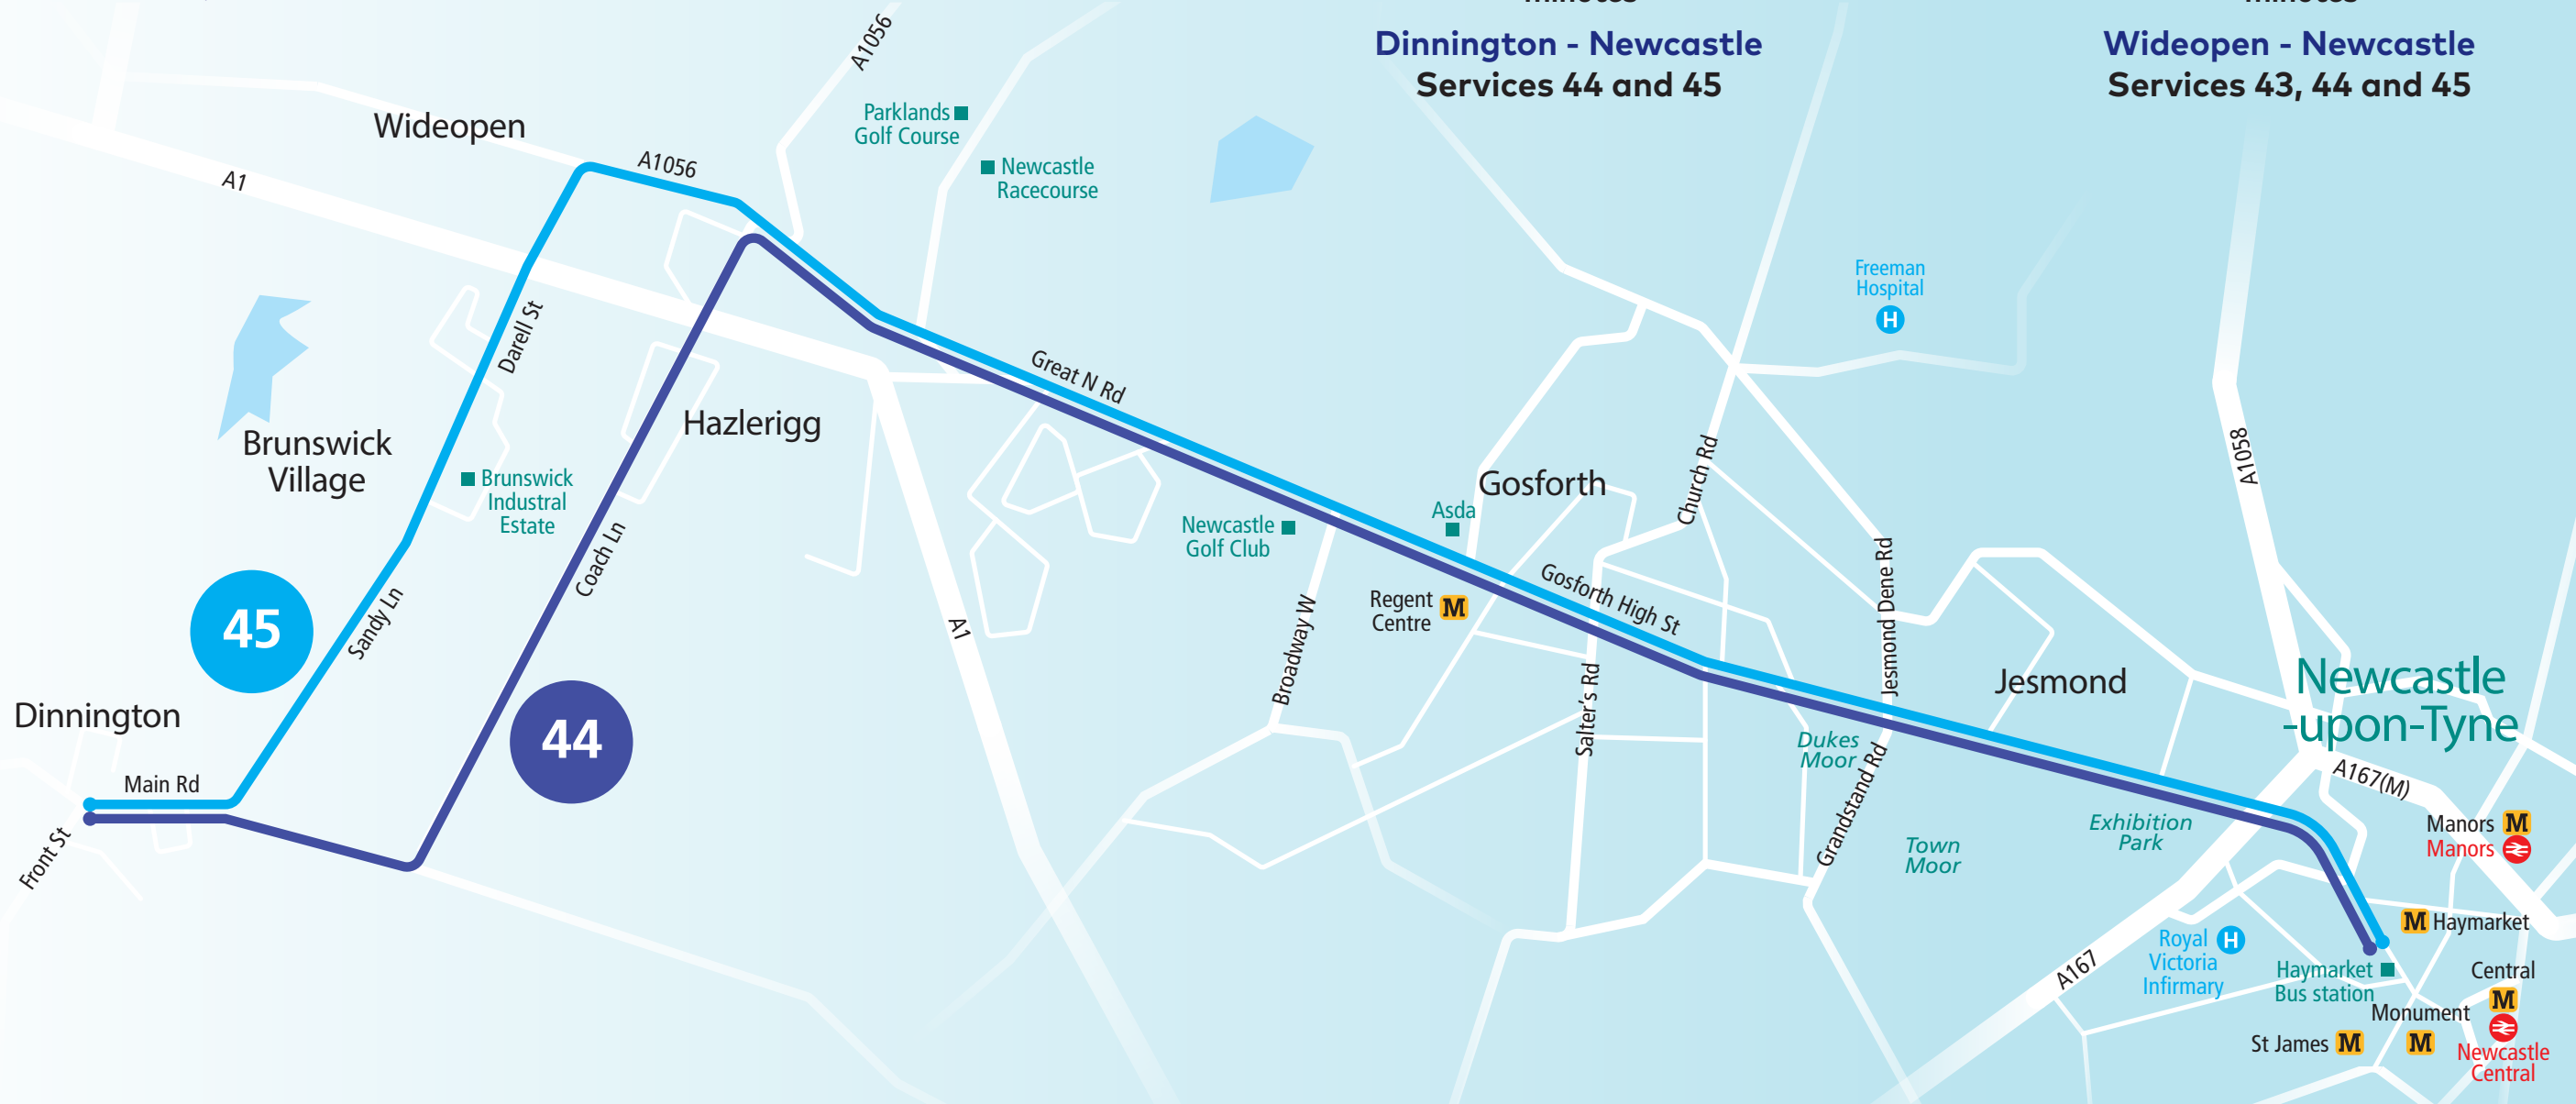 minutes
minutes
Dinnington - Newcastle
Services 44 and 45
Wideopen - Newcastle
Services 43, 44 and 45
A1056
Parklands
Golf Course
Wideopen
A1056
Newcastle
Racecourse
A1
Freeman
Hospital
H
Darell St
Great N Rd
Hazlerigg
Brunswick
Village
Brunswick
Industral
Estate
A1058
Church Rd
Gosforth
Asda
Newcastle
Golf Club
Coach Ln
45
Sandy Ln
A1
Broadway W
Regent
Centre
M
Gosforth High St
Jesmond Dene Rd
Jesmond
Newcastle
-upon-Tyne
Dinnington
44
Salter's Rd
Dukes
Moor
Main Rd
Front St
Grandstand Rd
Town
Moor
Exhibition
Park
A167(M)
Manors M
Manors
M Haymarket
Royal H
Victoria
Infirmary
A167
Haymarket
Bus station
Central
M
Monument
M
St James M
Newcastle
Central